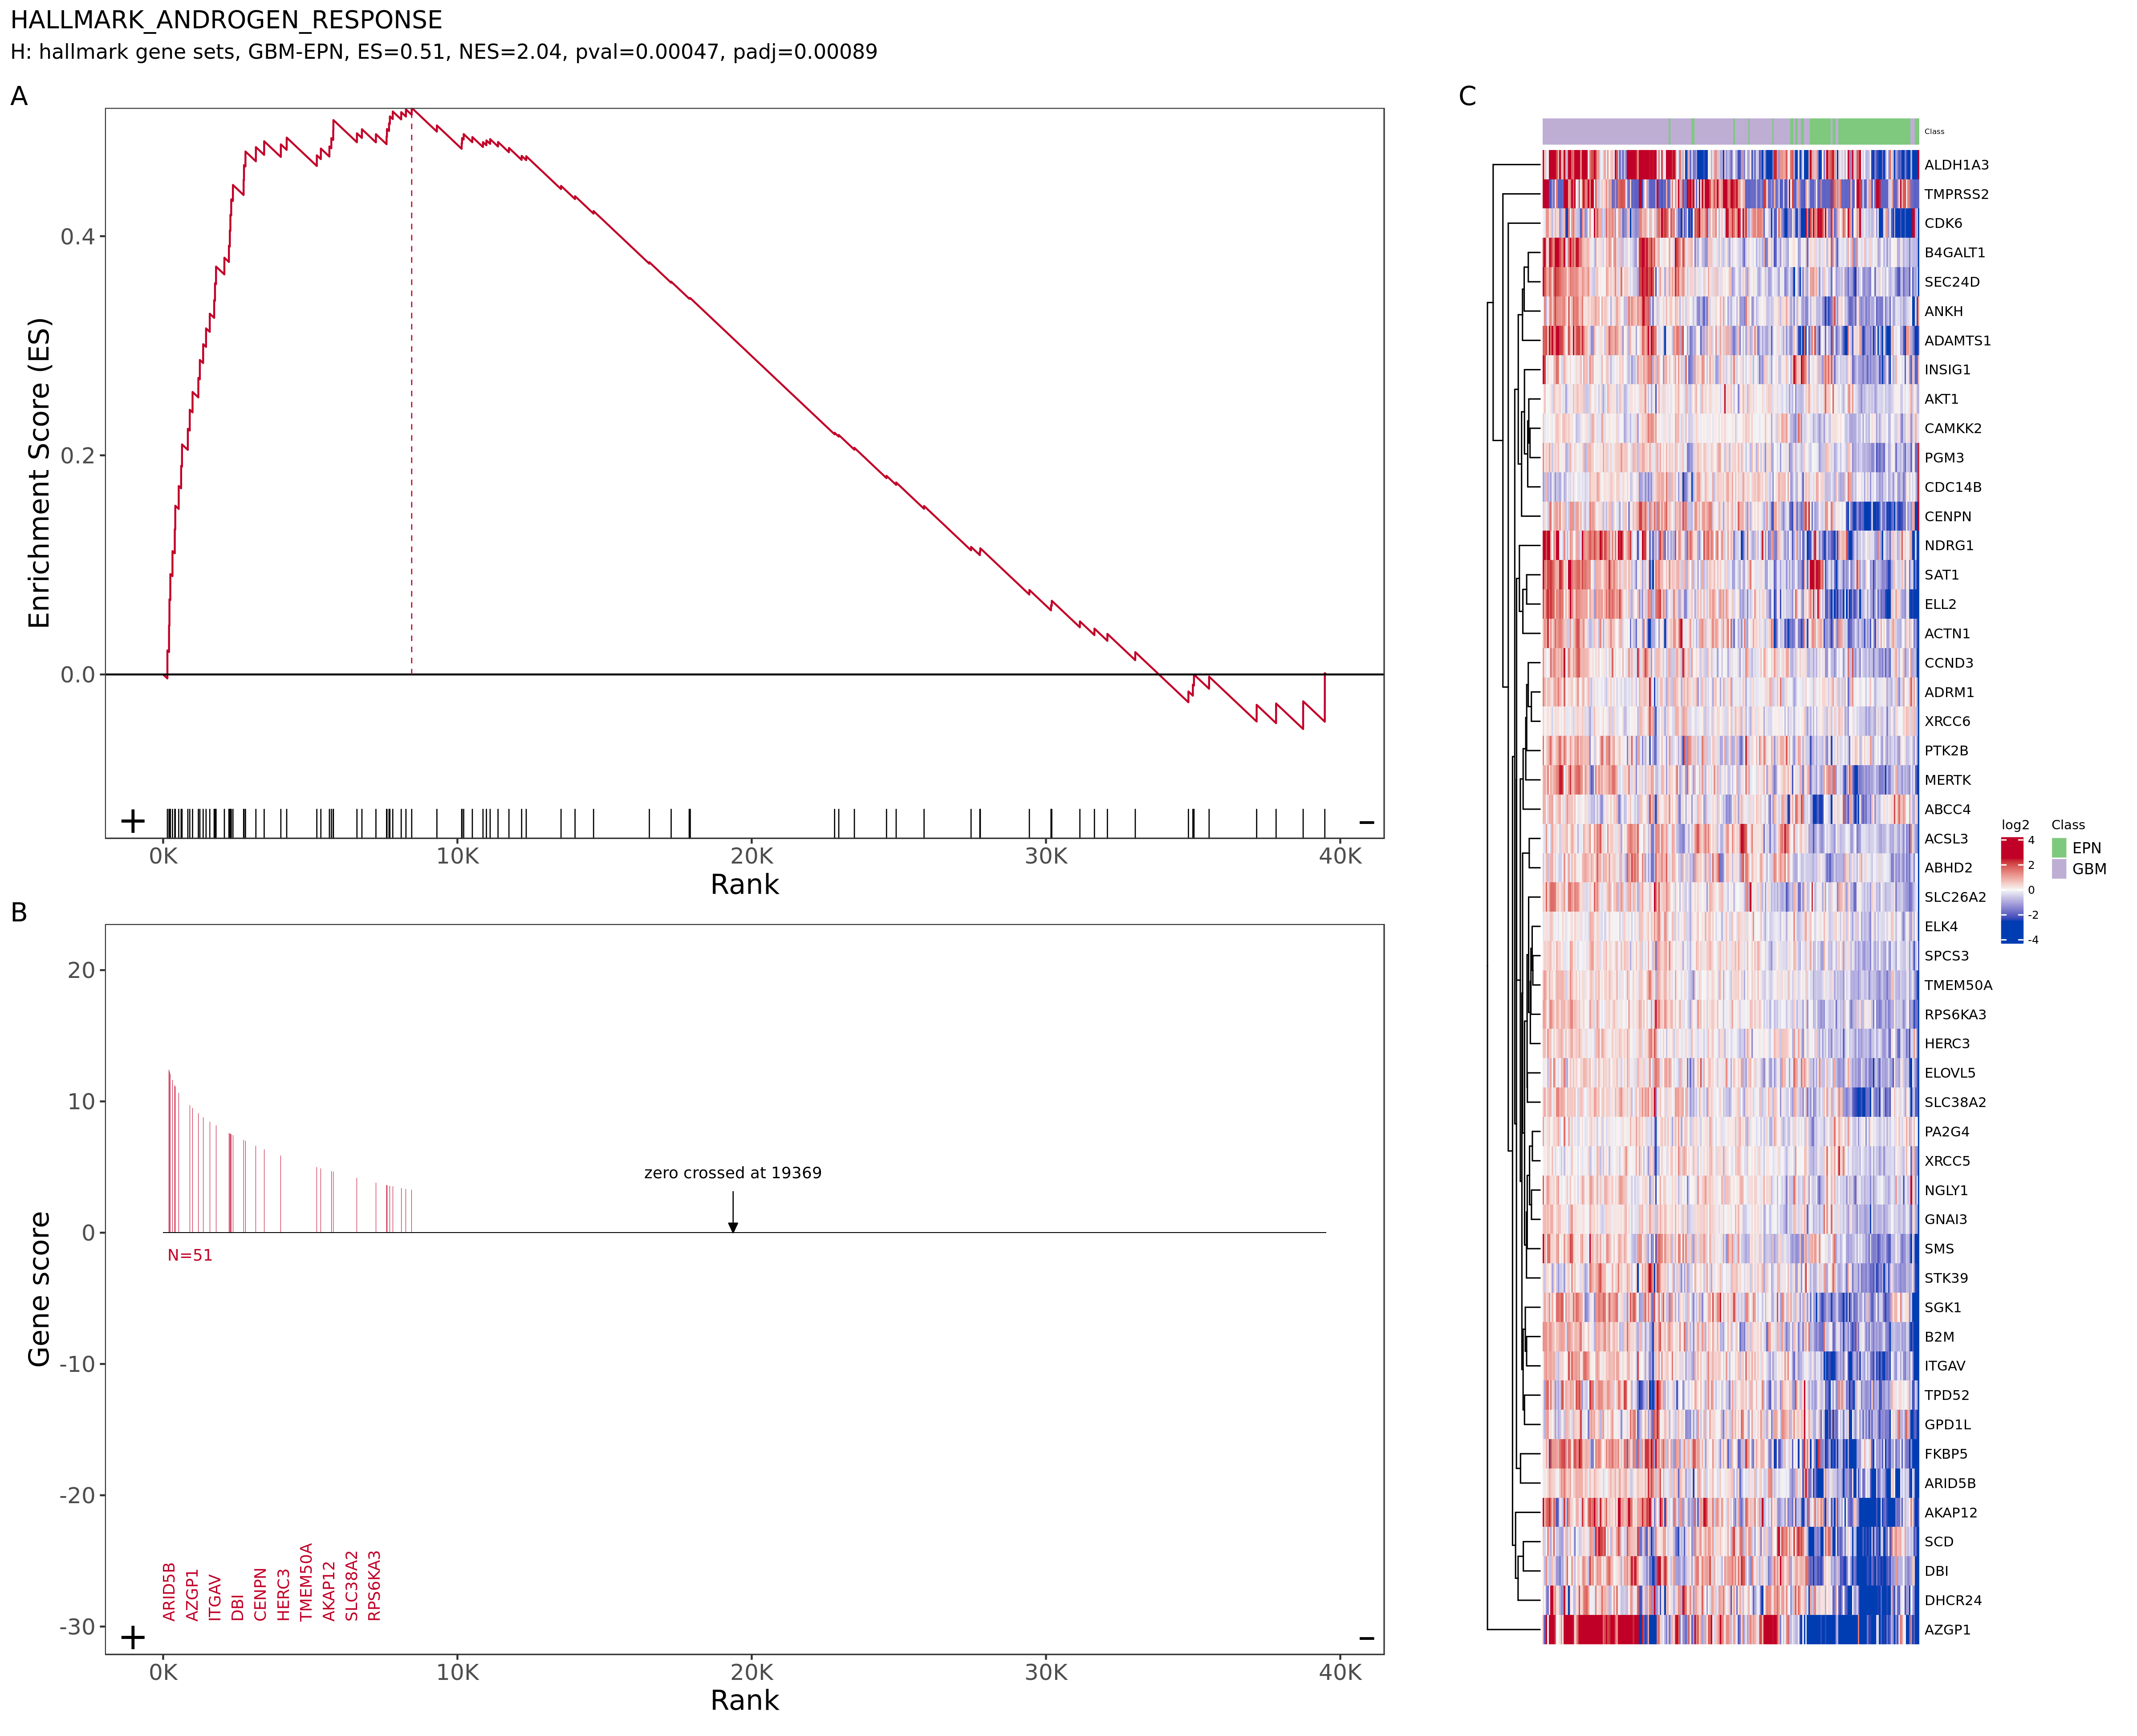 HALLMARK_ANDROGEN_RESPONSE
H: hallmark gene sets, GBM-EPN, ES=0.51, NES=2.04, pval=0.00047, padj=0.00089
A
Enrichment Score (ES)
0.4
0.2
0.0
+
−
0K
10K
20K
30K
40K
Rank
B
Gene score
20
10
0
-10
-20
-30
zero crossed at 19369
N=51
ARID5B
AZGP1
ITGAV
DBI
CENPN
HERC3
TMEM50A
AKAP12
SLC38A2
RPS6KA3
+
−
0K
10K
20K
30K
40K
Rank
C
Class
ALDH1A3
TMPRSS2
CDK6
B4GALT1
SEC24D
ANKH
ADAMTS1
INSIG1
AKT1
CAMKK2
PGM3
CDC14B
CENPN
NDRG1
SAT1
ELL2
ACTN1
CCND3
ADRM1
XRCC6
PTK2B
MERTK
ABCC4
ACSL3
ABHD2
SLC26A2
ELK4
SPCS3
TMEM50A
RPS6KA3
HERC3
ELOVL5
SLC38A2
PA2G4
XRCC5
NGLY1
GNAI3
SMS
STK39
SGK1
B2M
ITGAV
TPD52
GPD1L
FKBP5
ARID5B
AKAP12
SCD
DBI
DHCR24
AZGP1
log2
4
2
0
-2
-4
Class
EPN
GBM